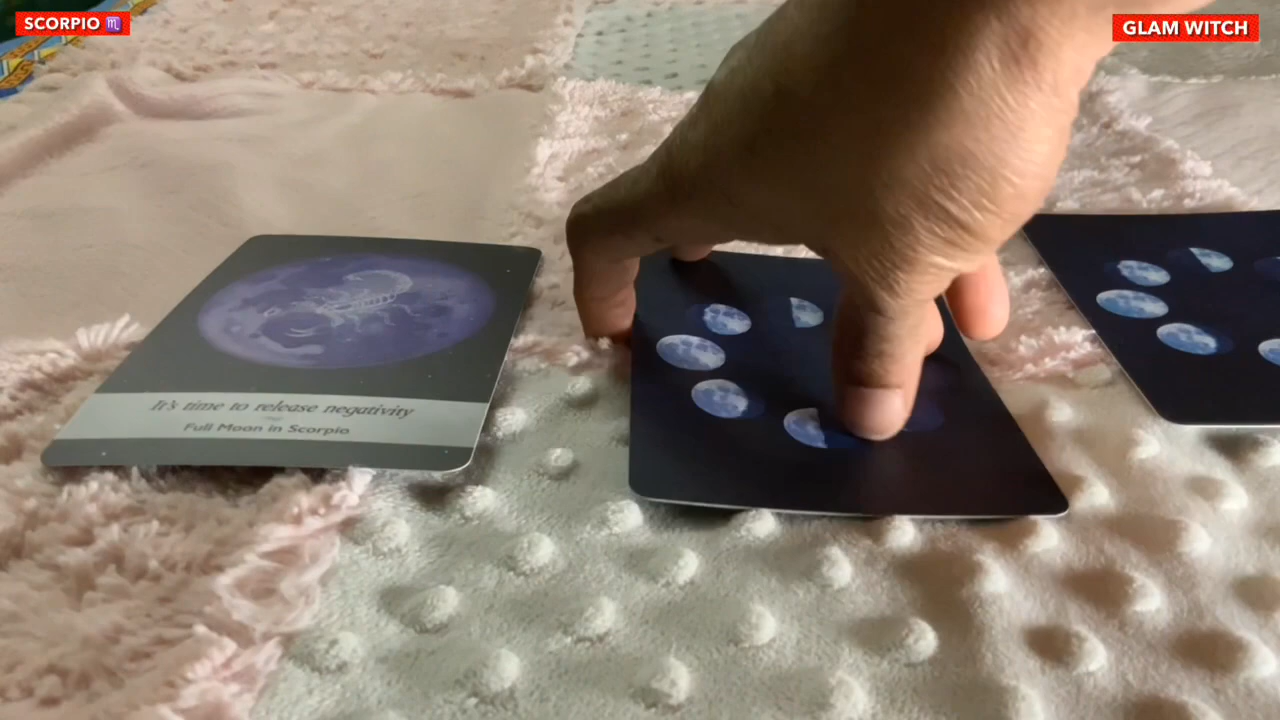 SCORPIO ♏
GLAM WITCH
It's time to release negativity
Full Moon in Scorpio